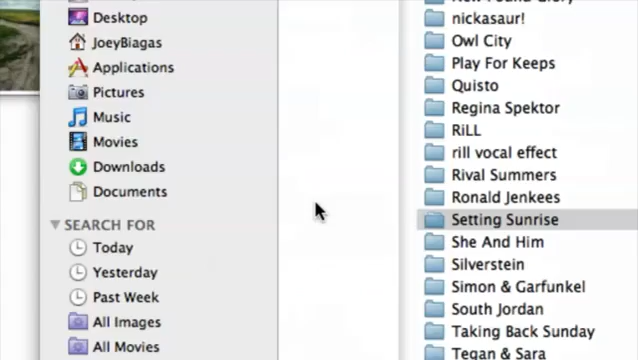 Desktop
JoeyBiagas
Applications
Pictures
Music
Movies
Downloads
Documents
SEARCH FOR
Today
Yesterday
Past Week
All Images
All Movies
nickasaur!
Owl City
Play For Keeps
Quisto
Regina Spektor
RiLL
rill vocal effect
Rival Summers
Ronald Jenkees
Setting Sunrise
She And Him
Silverstein
Simon & Garfunkel
South Jordan
Taking Back Sunday
Tegan & Sara